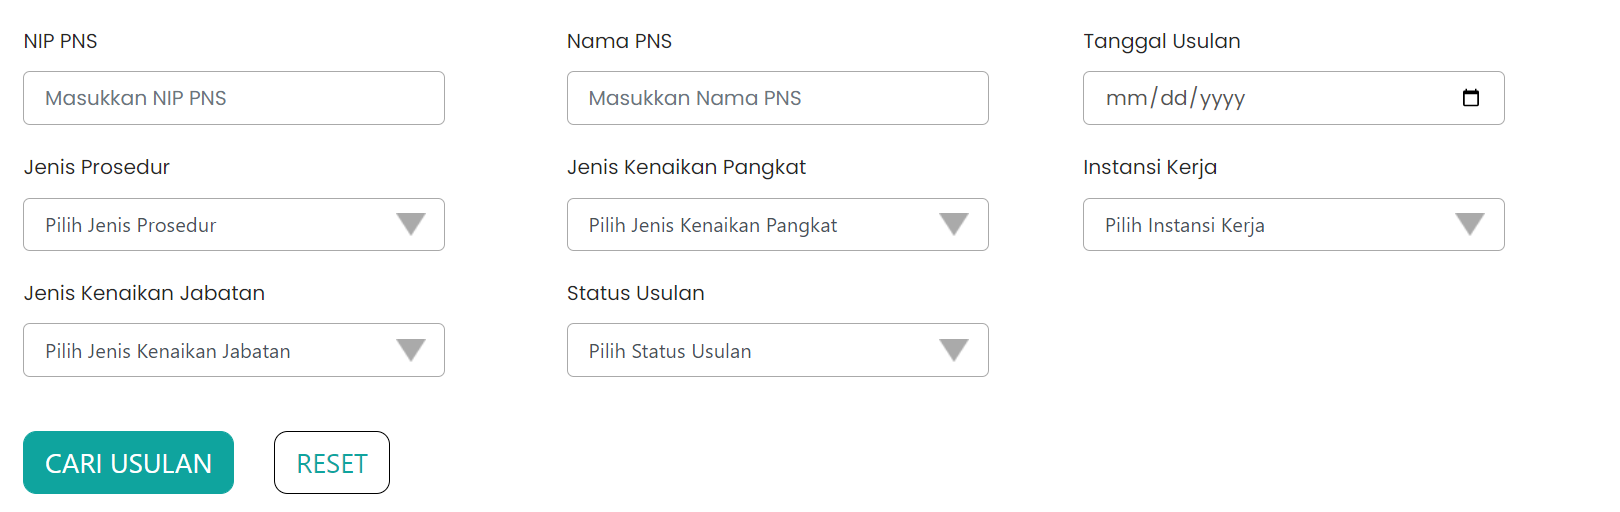 NIP PNS
Nama PNS
Tanggal Usulan
Masukkan NIP PNS
Masukkan Nama PNS
mm/dd/yyyy
Jenis Prosedur
Jenis Kenaikan Pangkat
Instansi Kerja
Pilih Jenis Prosedur
Pilih Jenis Kenaikan Pangkat
Pilih Instansi Kerja
Jenis Kenaikan Jabatan
Status Usulan
Pilih Jenis Kenaikan Jabatan
Pilih Status Usulan
CARI USULAN
RESET